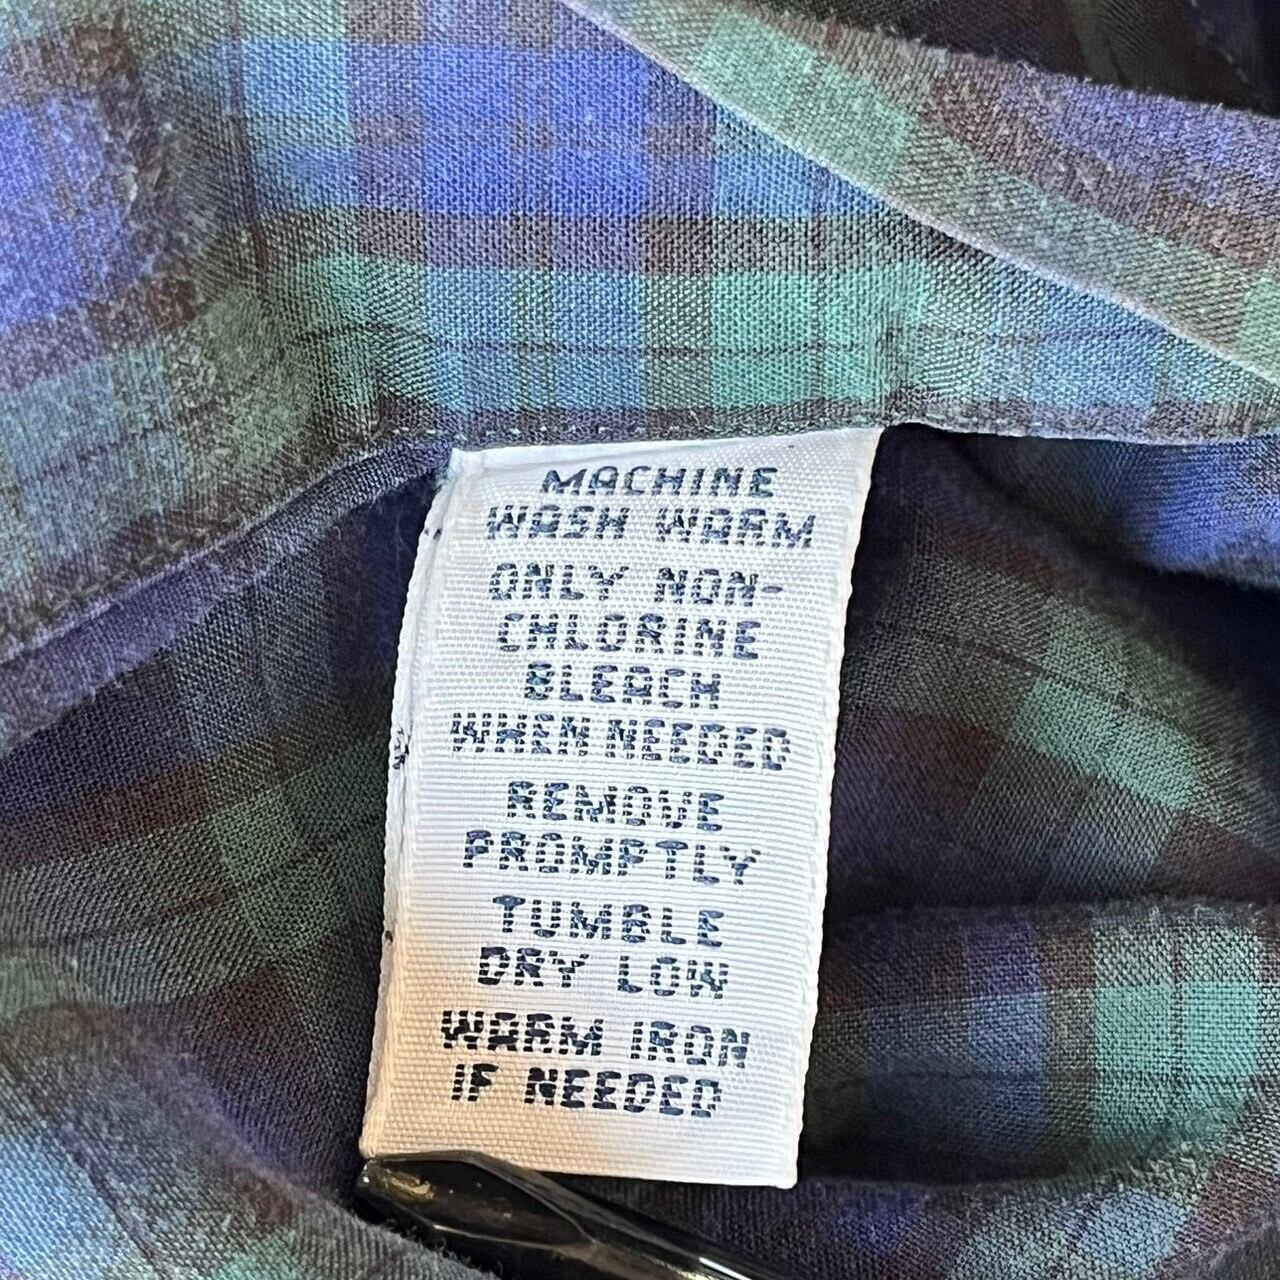 MACHINE
WASH WARM
ONLY NON-
CHLORINE
BLEACH
WHEN NEEDED
REMOVE
PROMPTLY
TUMBLE
DRY LOW
WARM IRON
IF NEEDED